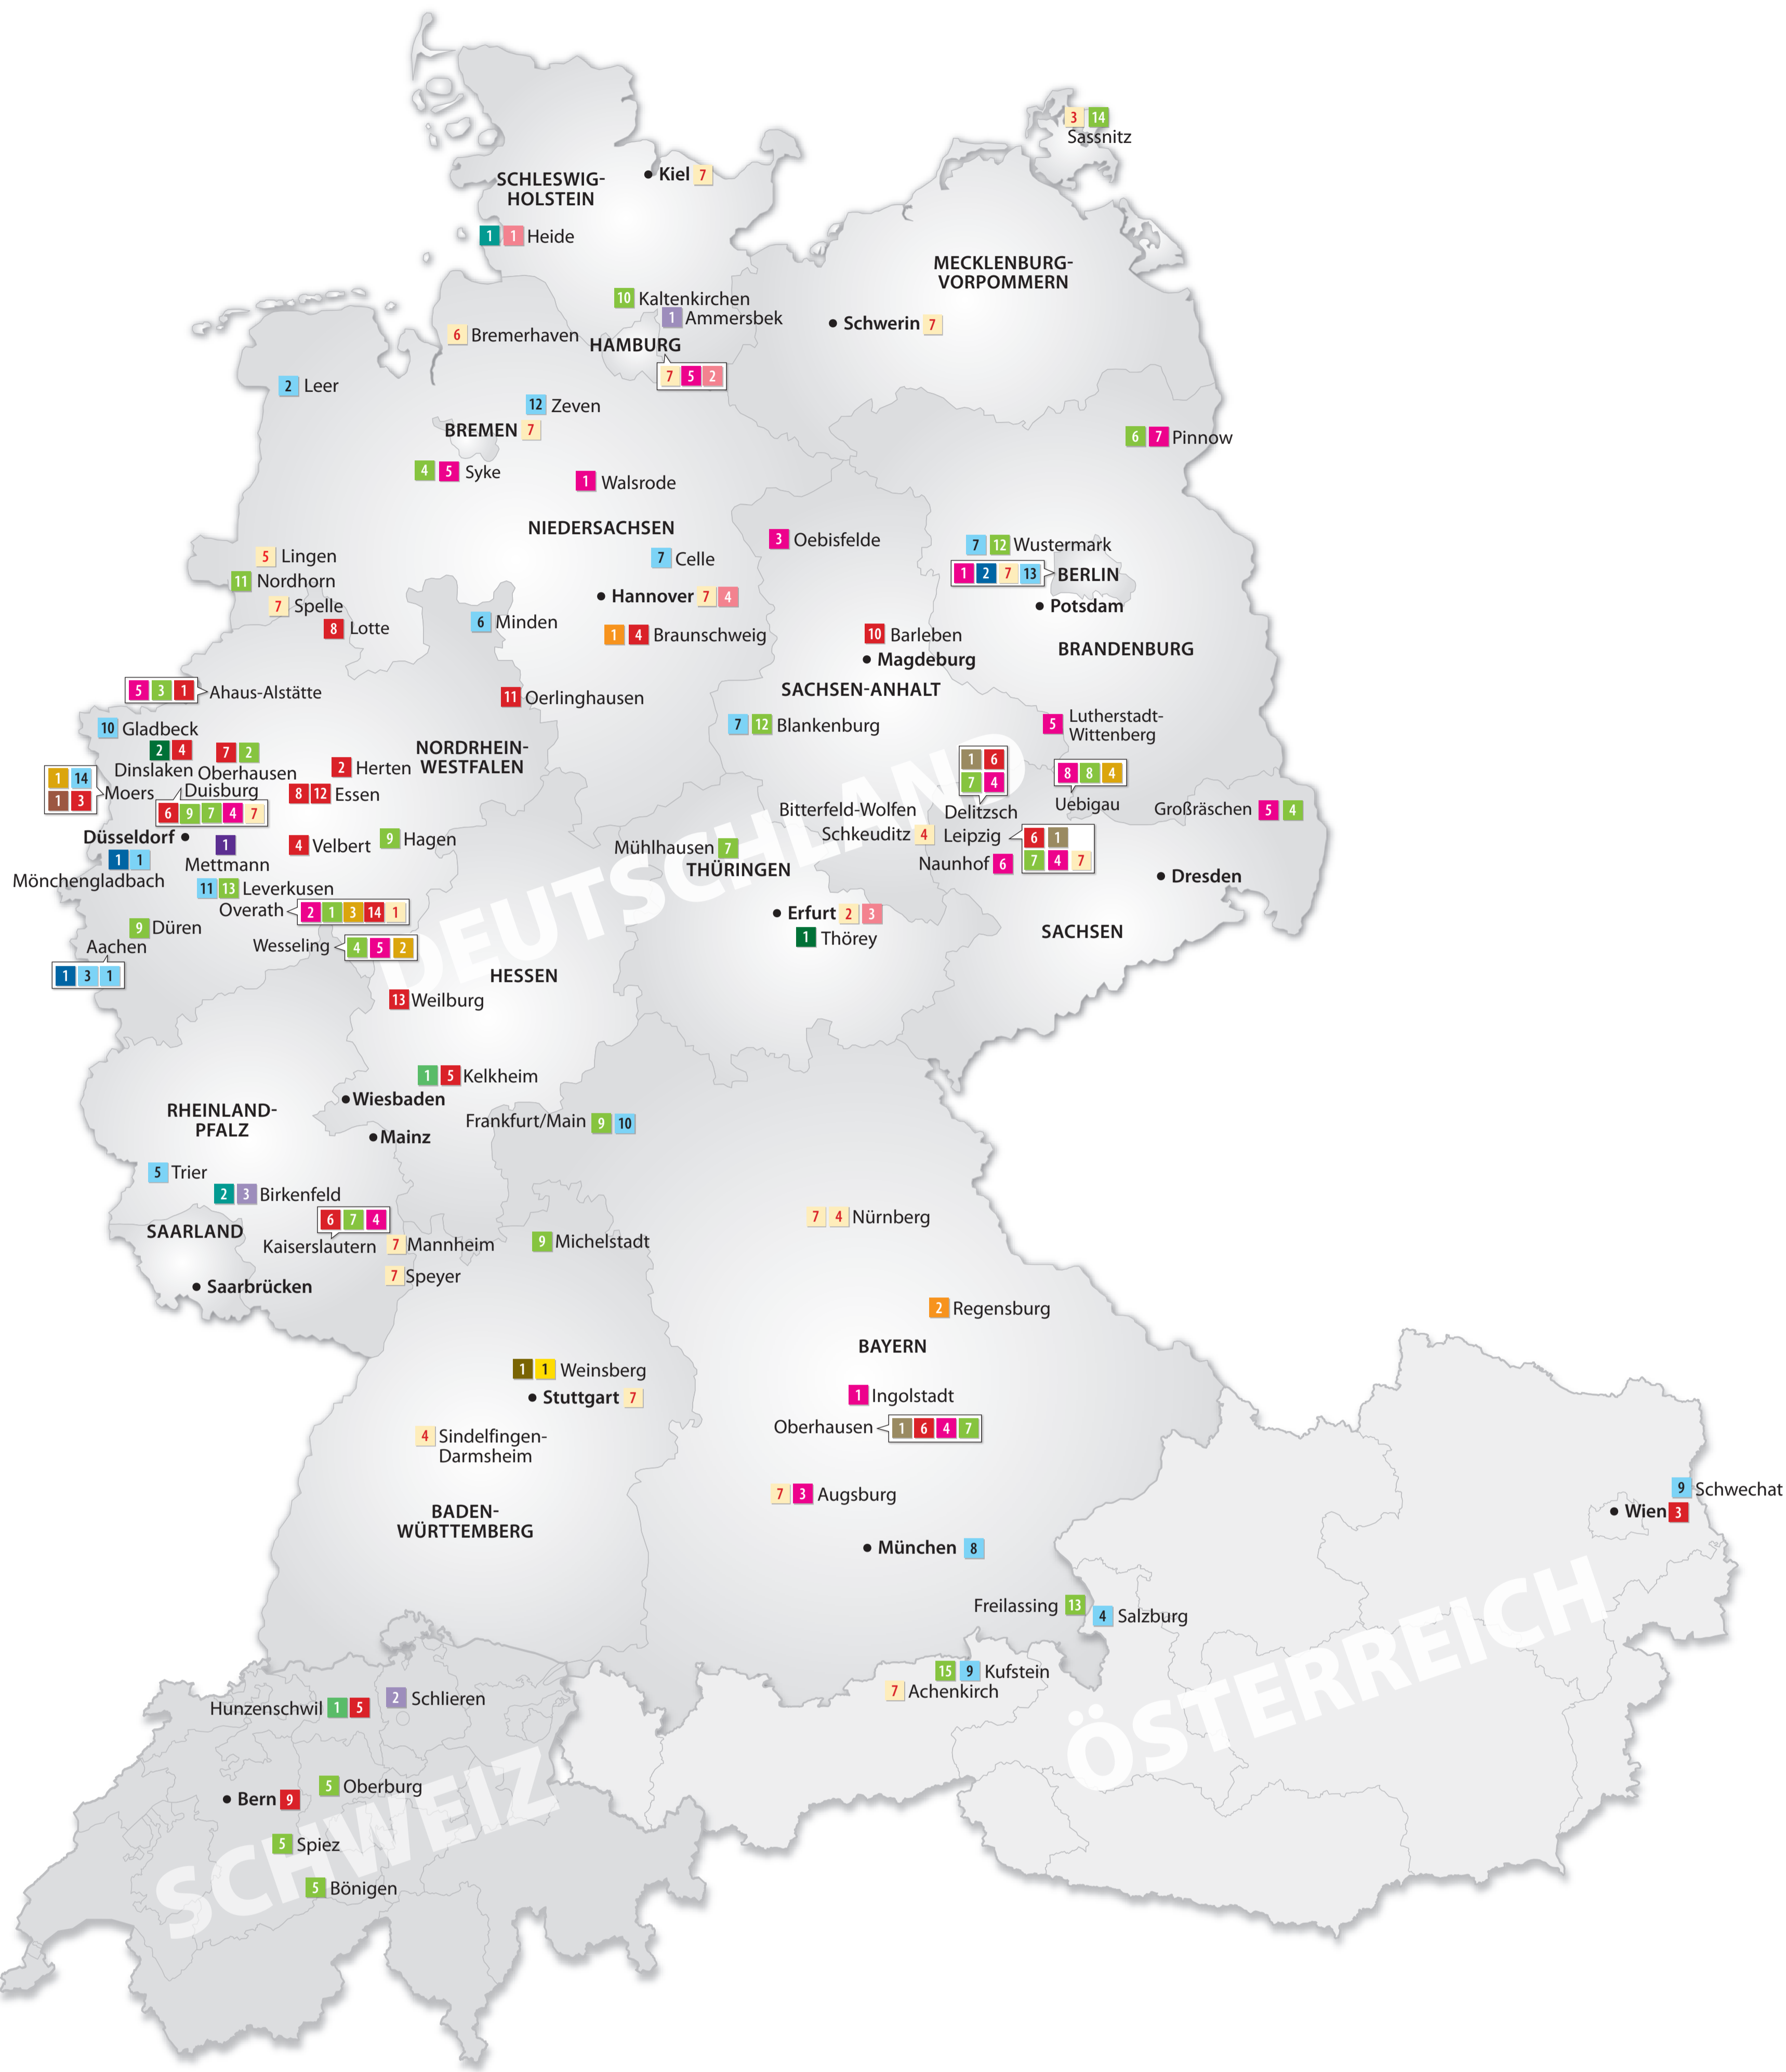 3 14
Sassnitz
Kiel 7
SCHLESWIG-
HOLSTEIN
1 1 Heide
MECKLENBURG-
VORPOMMERN
10 Kaltenkirchen
1 Ammersbek
Schwerin 7
6 Bremerhaven
HAMBURG
7 5 2
2 Leer
12 Zeven
BREMEN 7
6 7 Pinnow
4 5 Syke
1 Walsrode
NIEDERSACHSEN
3 Oebisfelde
7 12 Wustermark
5 Lingen
7 Celle
1 2 7 13 BERLIN
11 Nordhorn
Hannover 7 4
7 Spelle
Potsdam
6 Minden
8 Lotte
1 4 Braunschweig
10 Barleben
BRANDENBURG
Magdeburg
5 3 1 Ahaus-Alstätte
SACHSEN-ANHALT
11 Oerlinghausen
5 Lutherstadt-
Wittenberg
10 Gladbeck
7 12 Blankenburg
2 4
Dinslaken
7 2
Oberhausen
NORDRHEIN-
WESTFALEN
2 Herten
1 14
1 3
Moers
Duisburg
6 9 7 4 7
8 12 Essen
1 6
7 4
Delitzsch
8 8 4
Uebigau
Großräschen 5 4
Bitterfeld-Wolfen
Schkeuditz 4
Leipzig
6 1
7 4 7
Düsseldorf
1
Mettmann
4 Velbert
9 Hagen
Mühlhausen 7
THÜRINGEN
Naunhof 6
Dresden
1 1
Mönchengladbach
11 13 Leverkusen
Overath 2 1 3 14 1
9 Düren
Aachen
1 3 1
Wesseling 4 5 2
Erfurt 2 3
1 Thörey
SACHSEN
DEUTSCHLAND
HESSEN
13 Weilburg
1 5 Kelkheim
Wiesbaden
RHEINLAND-
PFALZ
Frankfurt/Main 9 10
Mainz
5 Trier
2 3 Birkenfeld
SAARLAND
6 7 4
Kaiserslautern
7 Mannheim
9 Michelstadt
7 4 Nürnberg
7 Speyer
Saarbrücken
2 Regensburg
BAYERN
1 1 Weinsberg
Stuttgart 7
1 Ingolstadt
Oberhausen 1 6 4 7
4 Sindelfingen-
Darmsheim
7 3 Augsburg
9 Schwechat
Wien 3
BADEN-
WÜRTTEMBERG
München 8
Freilassing 13
4 Salzburg
15 9 Kufstein
7 Achenkirch
ÖSTERREICH
Hunzenschwil 1 5
2 Schlieren
5 Oberburg
Bern 9
5 Spiez
5 Bönigen
SCHWEIZ